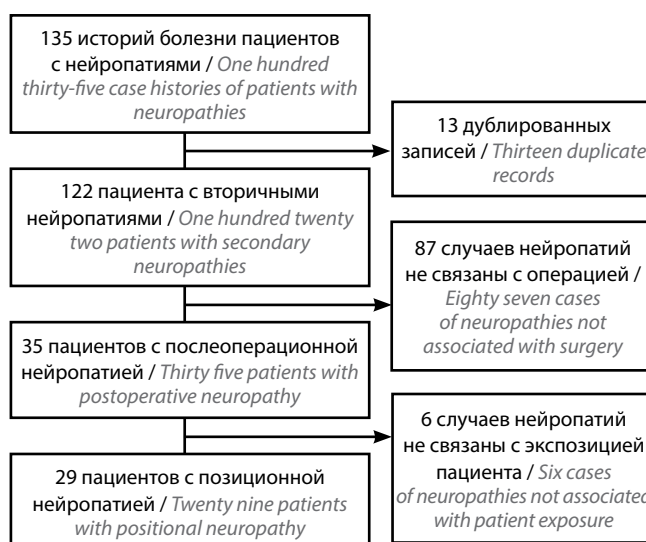 135 историй болезни пациентов
с нейропатиями / One hundred
thirty-five case histories of patients with
neuropathies
13 дублированных
записей / Thirteen duplicate
records
122 пациента с вторичными
нейропатиями / One hundred twenty
two patients with secondary
neuropathies
87 случаев нейропатий
не связаны с операцией /
Eighty seven cases
of neuropathies not
associated with surgery
35 пациентов с послеоперационной
нейропатией / Thirty five patients with
postoperative neuropathy
6 случаев нейропатий
не связаны с экспозицией
пациента / Six cases
of neuropathies not associated
with patient exposure
29 пациентов с позиционной
нейропатией / Twenty nine patients
with positional neuropathy